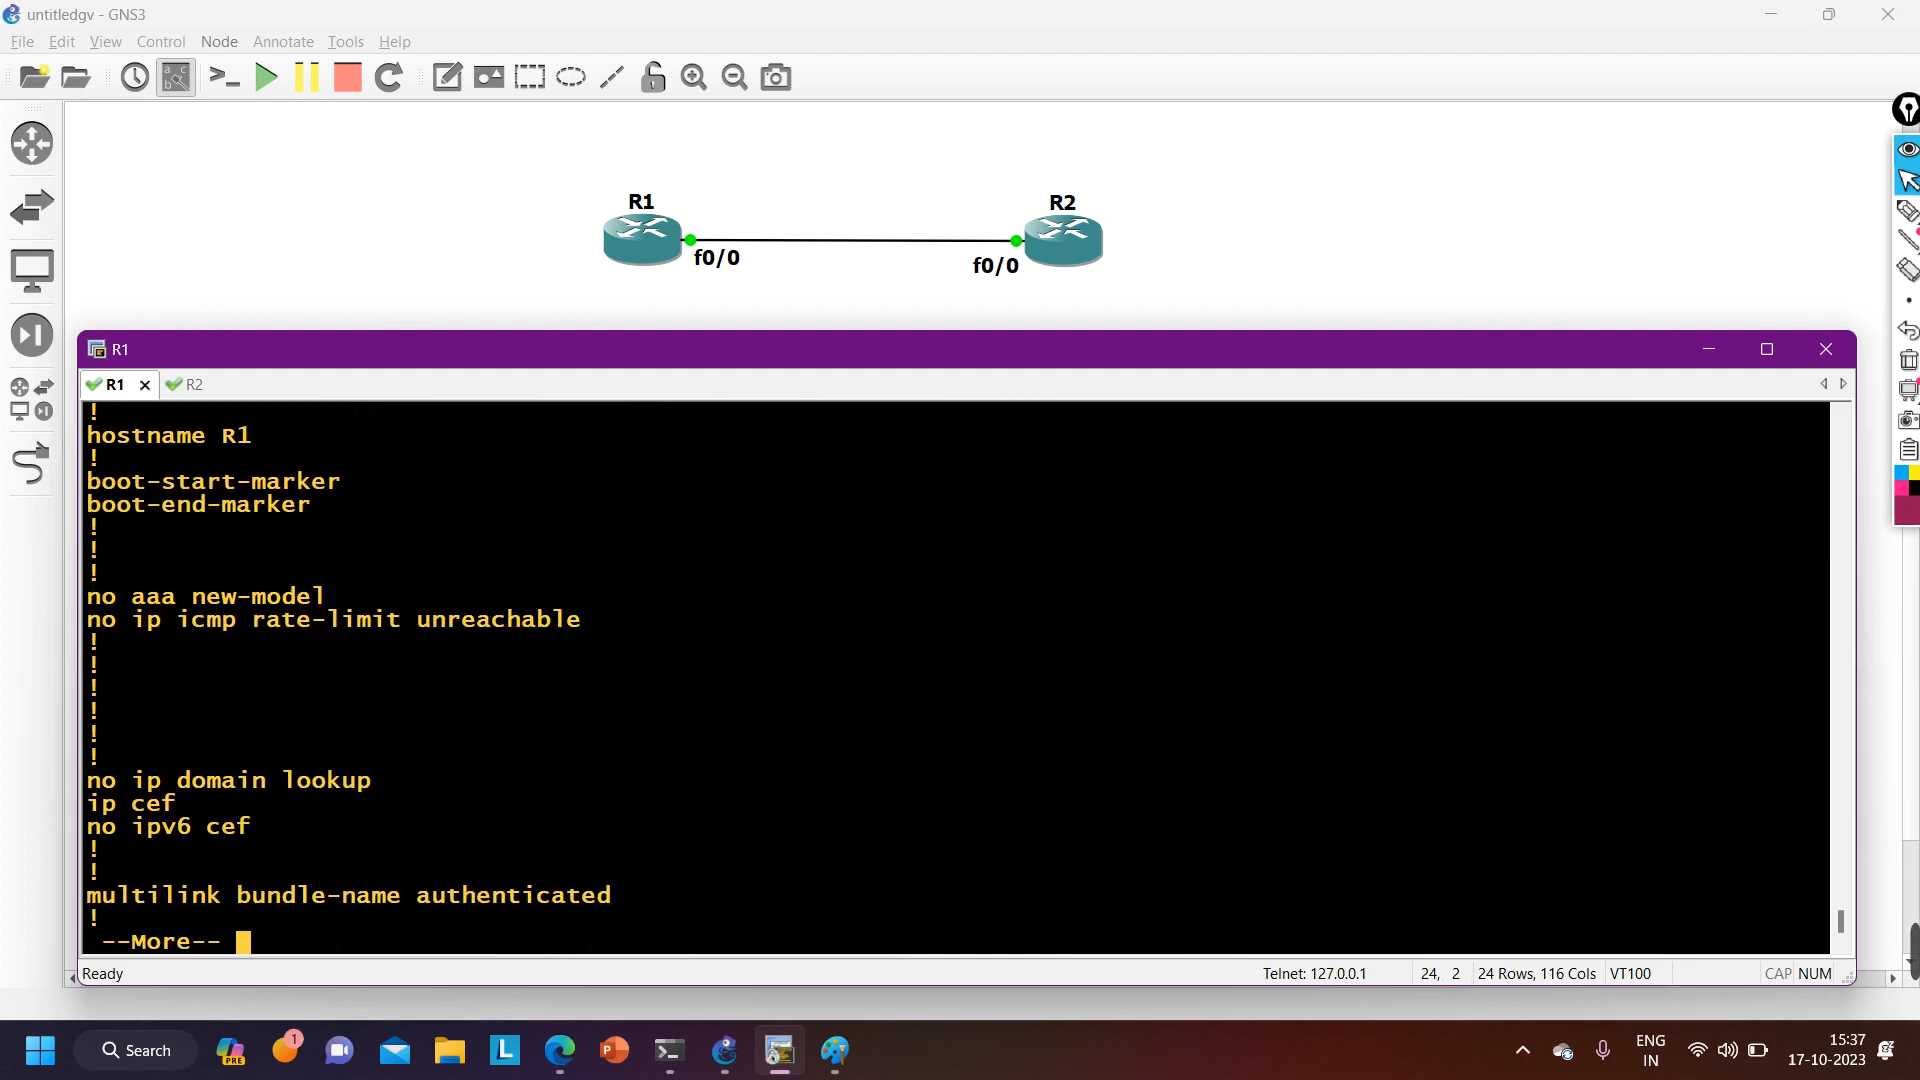 untitledgv - GNS3
File Edit View Control Node Annotate Tools Help
R1
R2
f0/0
f0/0
R1
R1
R2
!
hostname R1
!
boot-start-marker
boot-end-marker
!
!
!
no aaa new-model
no ip icmp rate-limit unreachable
!
!
!
!
!
!
no ip domain lookup
ip cef
no ipv6 cef
!
!
multilink bundle-name authenticated
!
--More--
Ready
Telnet: 127.0.0.1
24, 2
24 Rows, 116 Cols
VT100
CAP NUM
Search
PRE
1
L
P
ENG
IN
15:37
17-10-2023